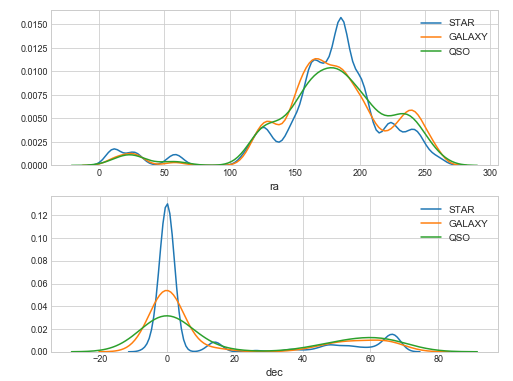 0.0150
0.0125
0.0100
0.0075
0.0050
0.0025
0.0000
STAR
GALAXY
QSO
0 50 100 150 200 250 300
ra
0.12
0.10
0.08
0.06
0.04
0.02
0.00
STAR
GALAXY
QSO
−20 0 20 40 60 80
dec